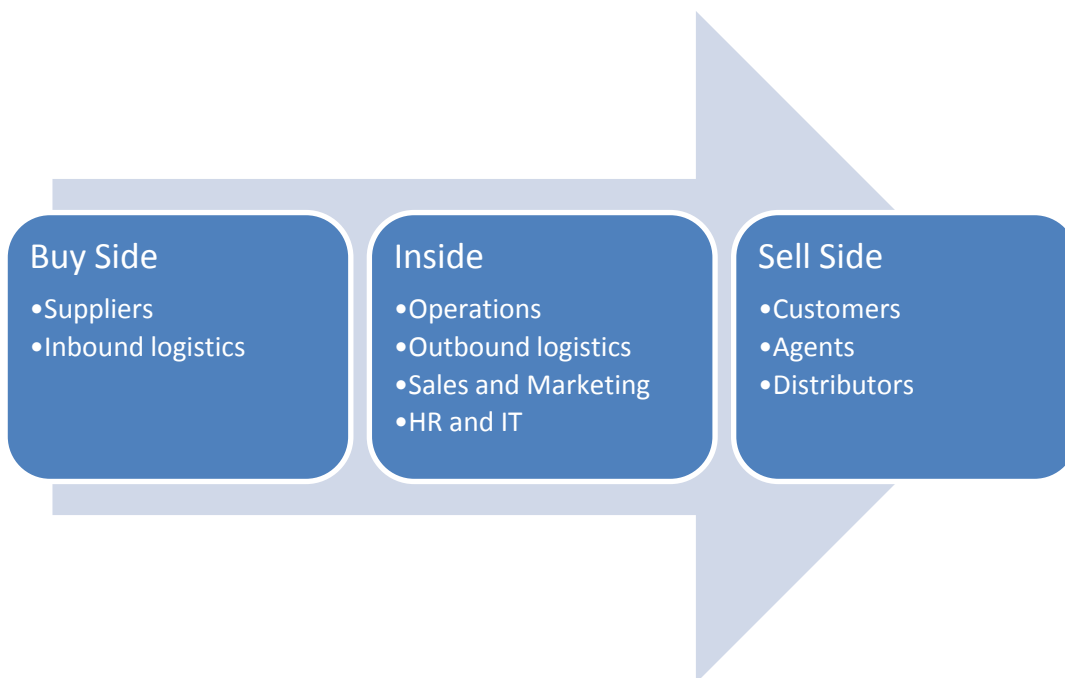 Buy Side
•Suppliers
•Inbound logistics
Inside
•Operations
•Outbound logistics
•Sales and Marketing
•HR and IT
Sell Side
•Customers
•Agents
•Distributors